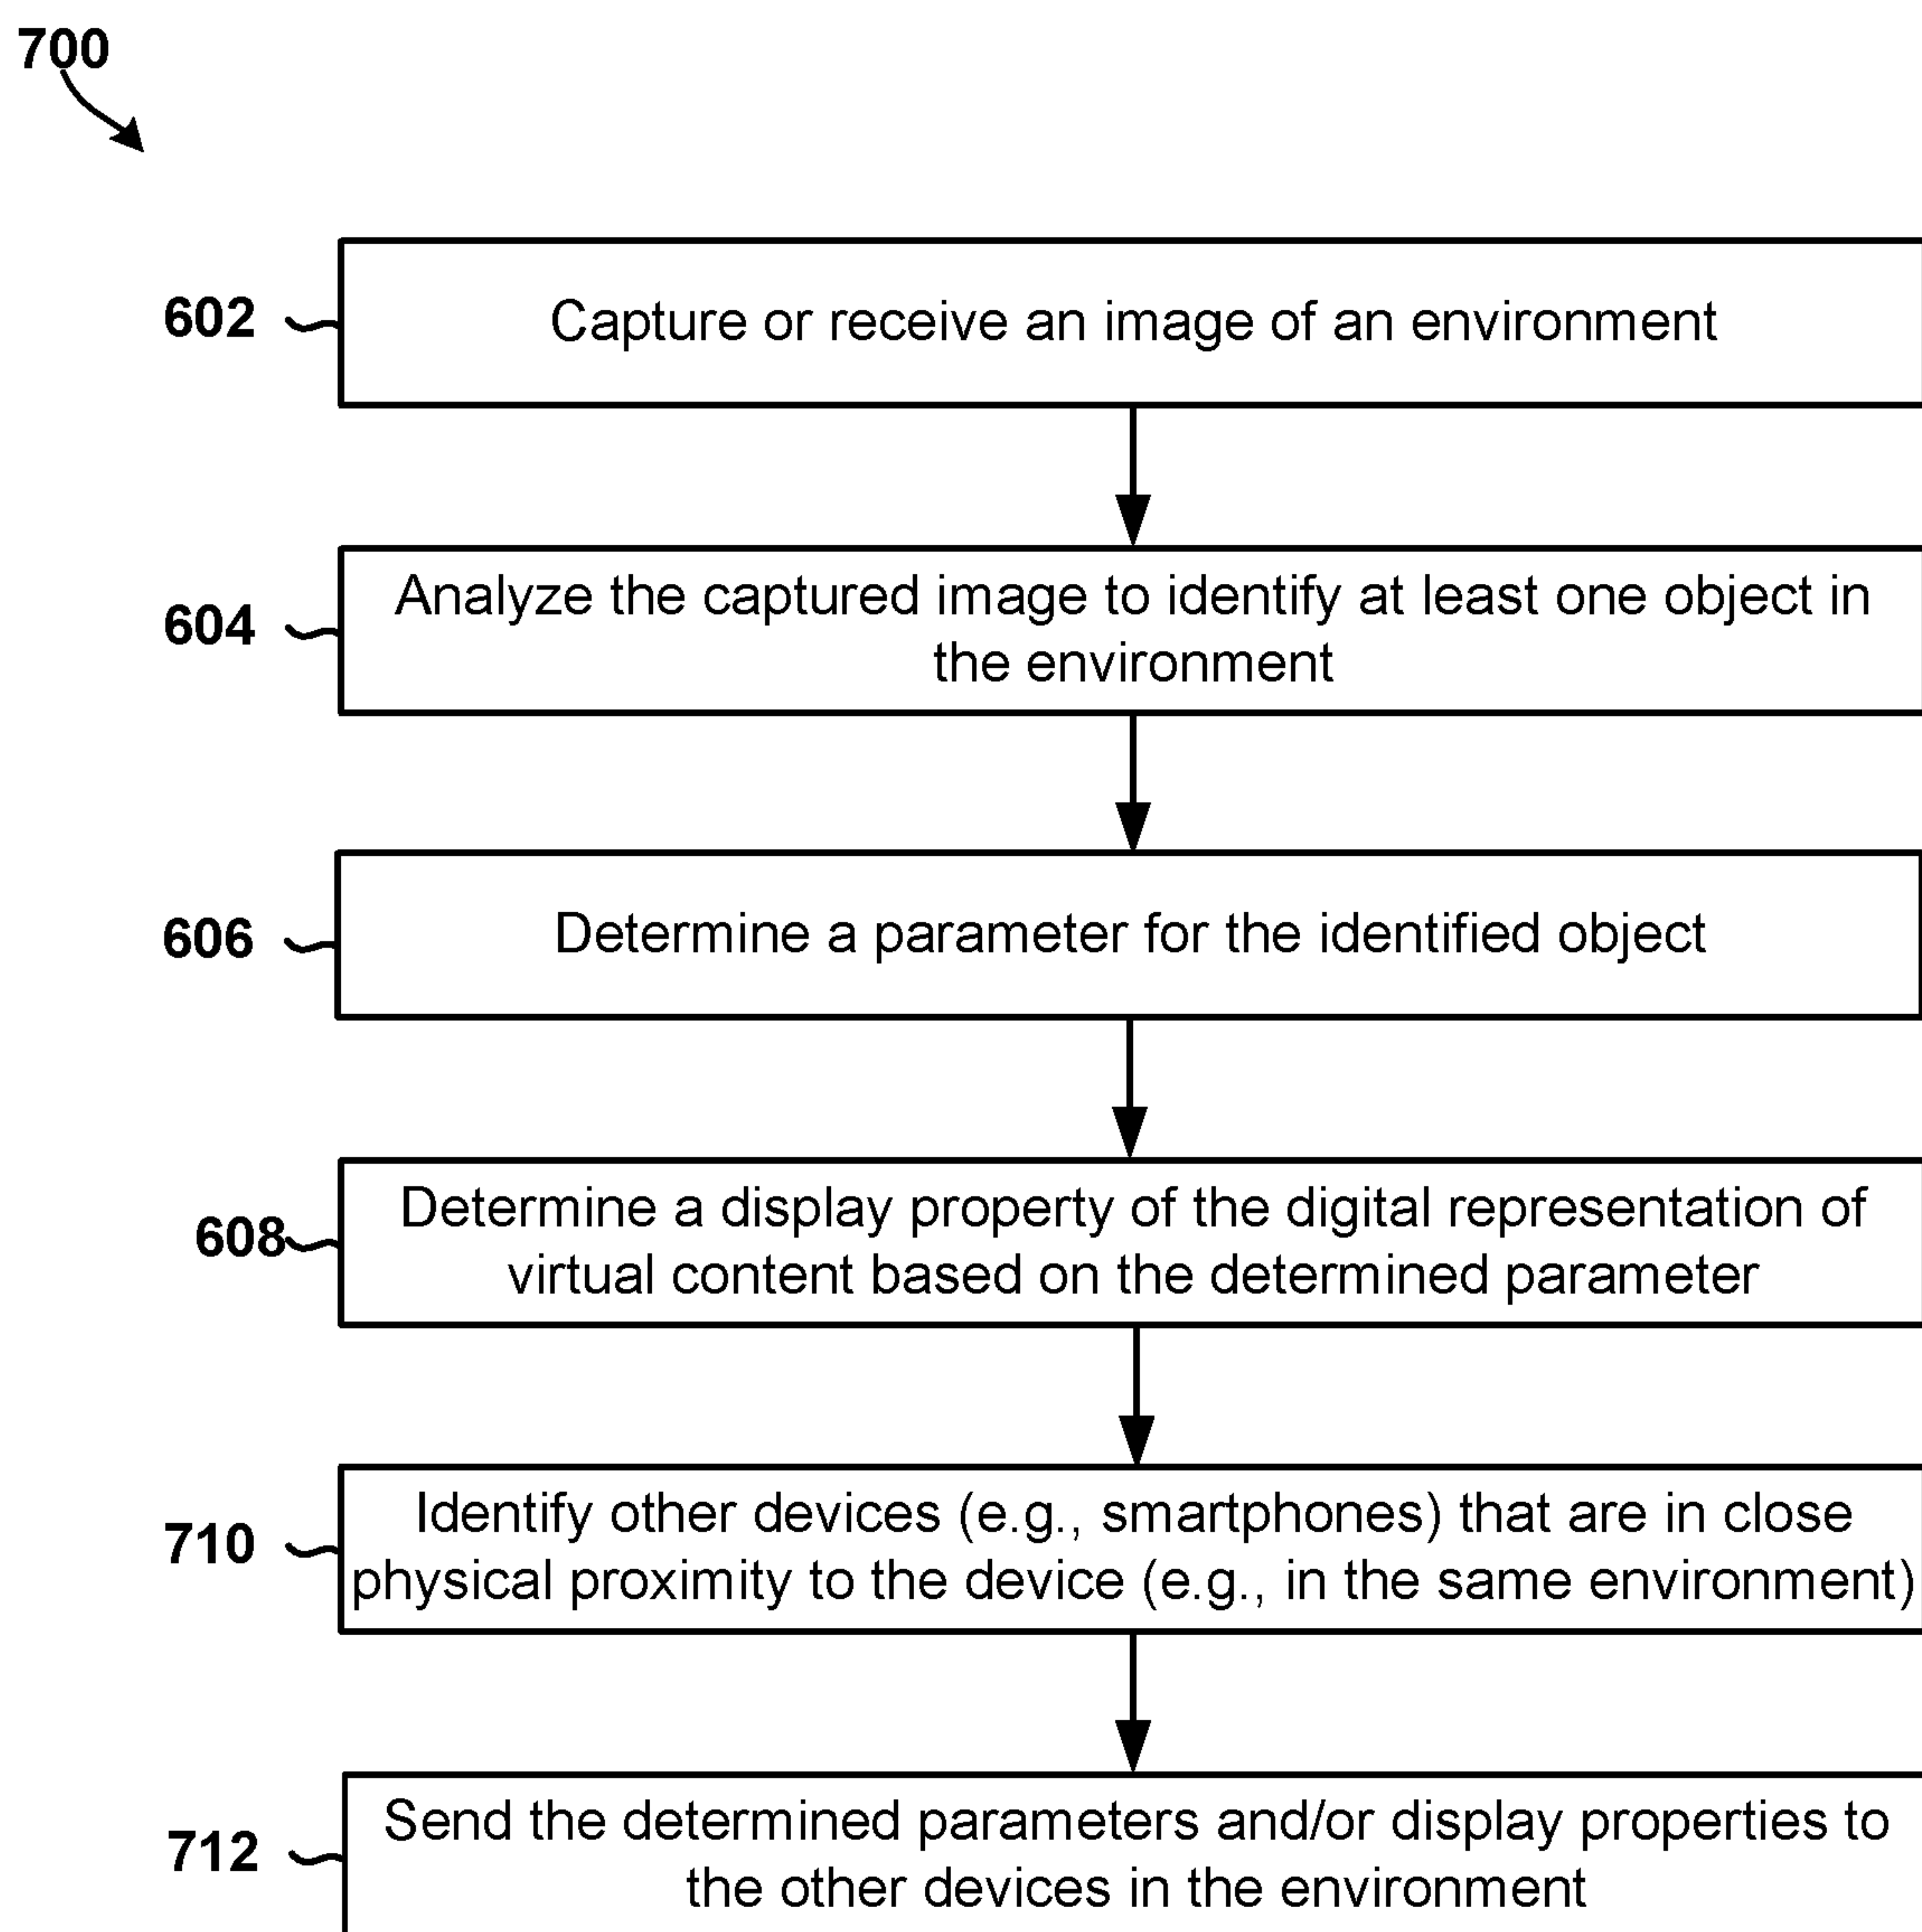 700
602
Capture or receive an image of an environment
604
Analyze the captured image to identify at least one object in
the environment
606
Determine a parameter for the identified object
608
Determine a display property of the digital representation of
virtual content based on the determined parameter
710
Identify other devices (e.g., smartphones) that are in close
physical proximity to the device (e.g., in the same environment)
712
Send the determined parameters and/or display properties to
the other devices in the environment